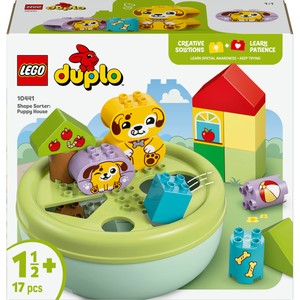 CREATIVE SOLUTIONS
+
LEARN PATIENCE
LEGO
duplo
10441
Shape Sorter:
Puppy House
1½+
17 pcs